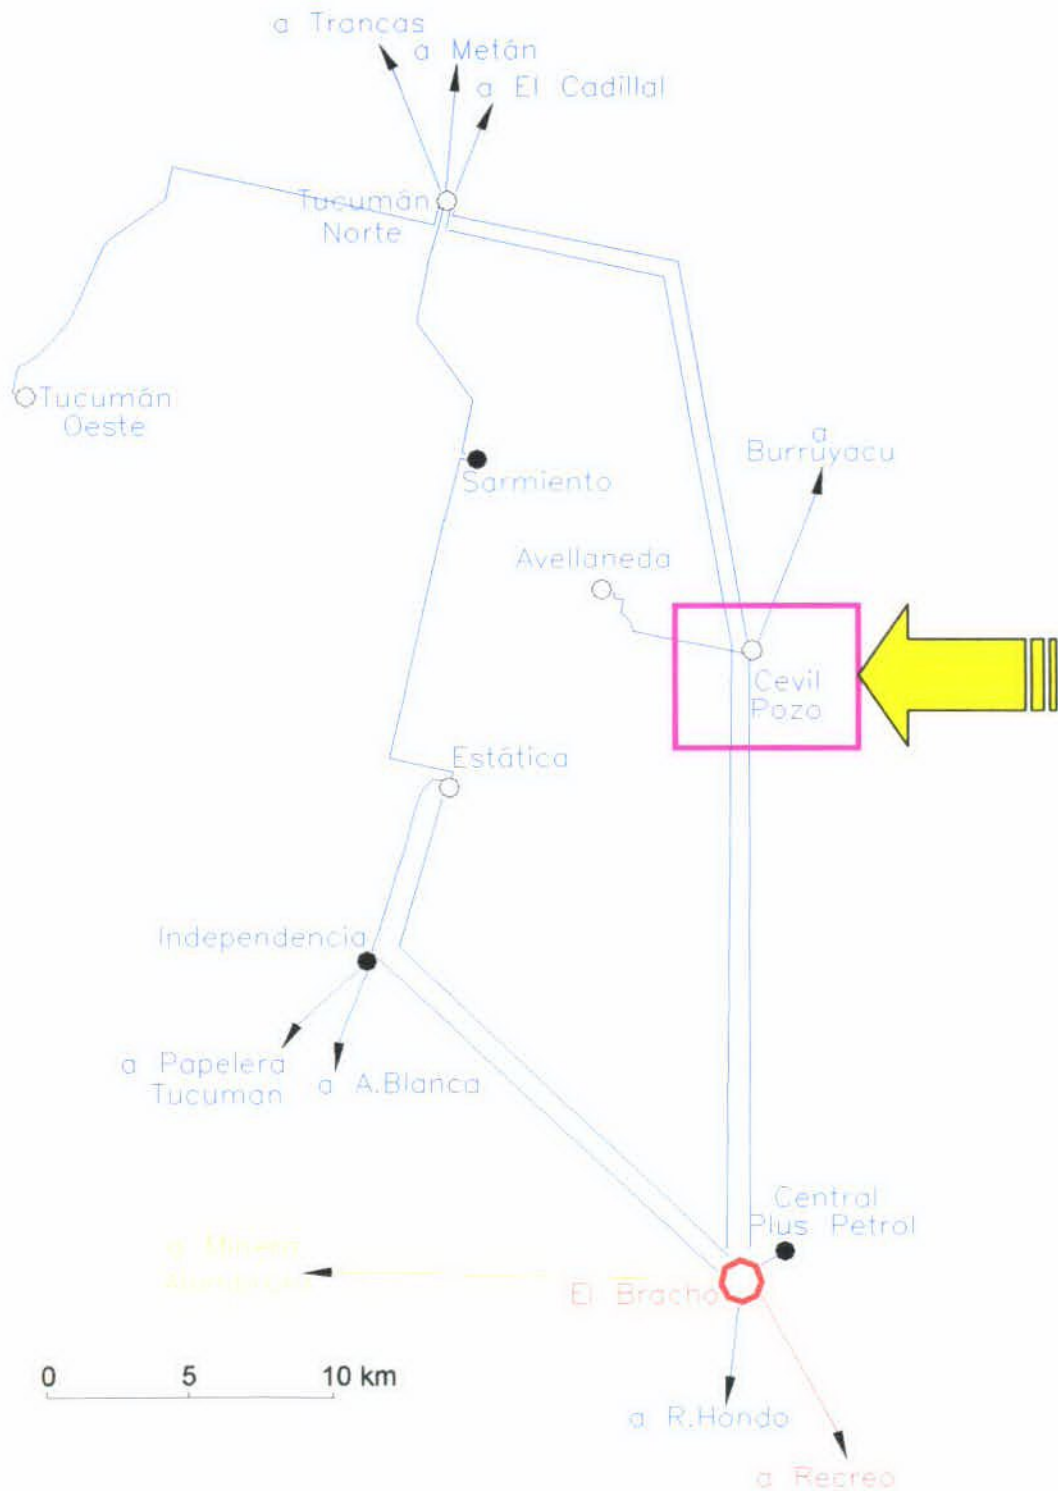 a Trancas
a Metán
a El Cadillal
Tucumán
Norte
Tucumán
Oeste
a
Burruyacu
Sarmiento
Avellaneda
Cevil
Pozo
Estática
Independencia
a Papelera
Tucuman
a A.Blanca
Central
Plus Petrol
a Minera
El Bracho
0 5 10 km
a R.Hondo
a Recreo